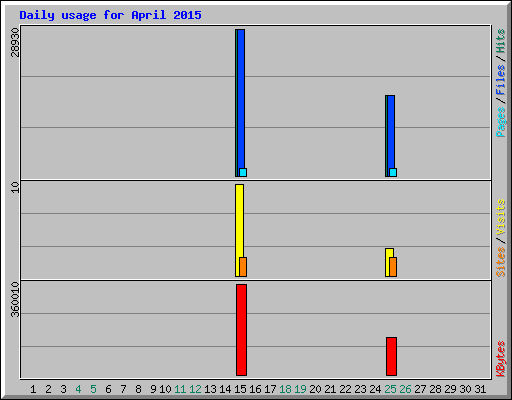 Daily usage for April 2015
28930
Pages/Files/Hits
10
Sites/Visits
360010
KBytes
1 2 3 4 5 6 7 8 9 10 11 12 13 14 15 16 17 18 19 20 21 22 23 24 25 26 27 28 29 30 31